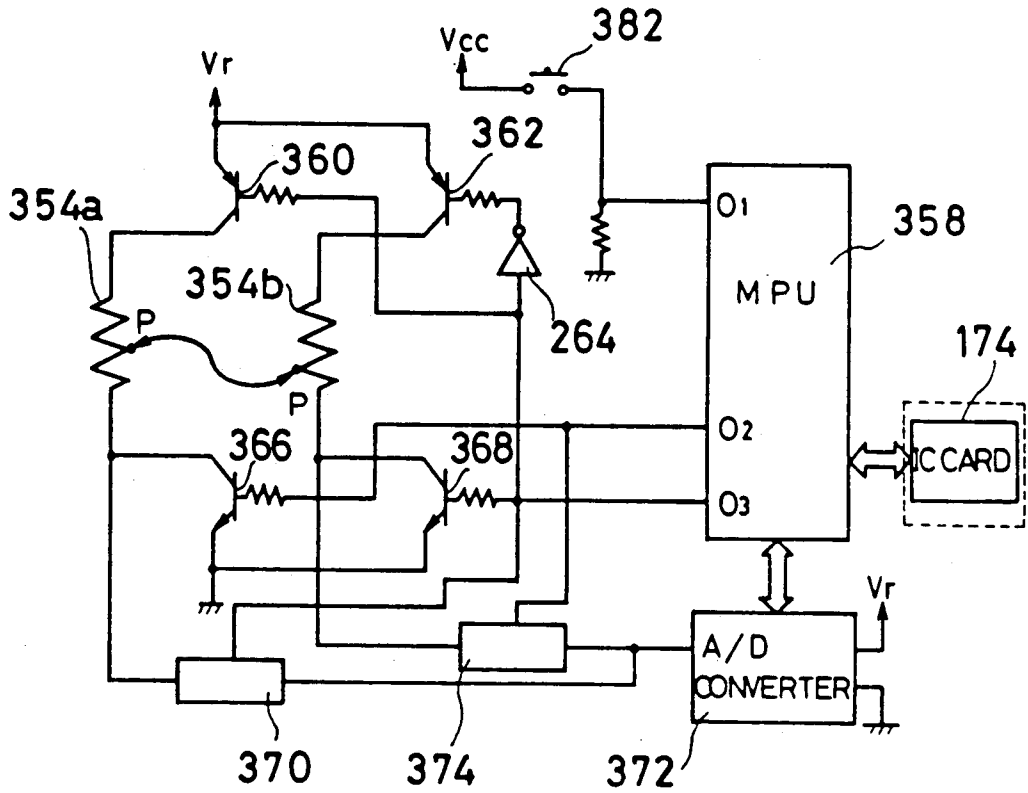 382
Vcc
Vr
360
362
354a
O1
358
354b
MPU
P
264
174
P
O2
IC CARD
366
368
O3
Vr
A/D
CONVERTER
370
374
372